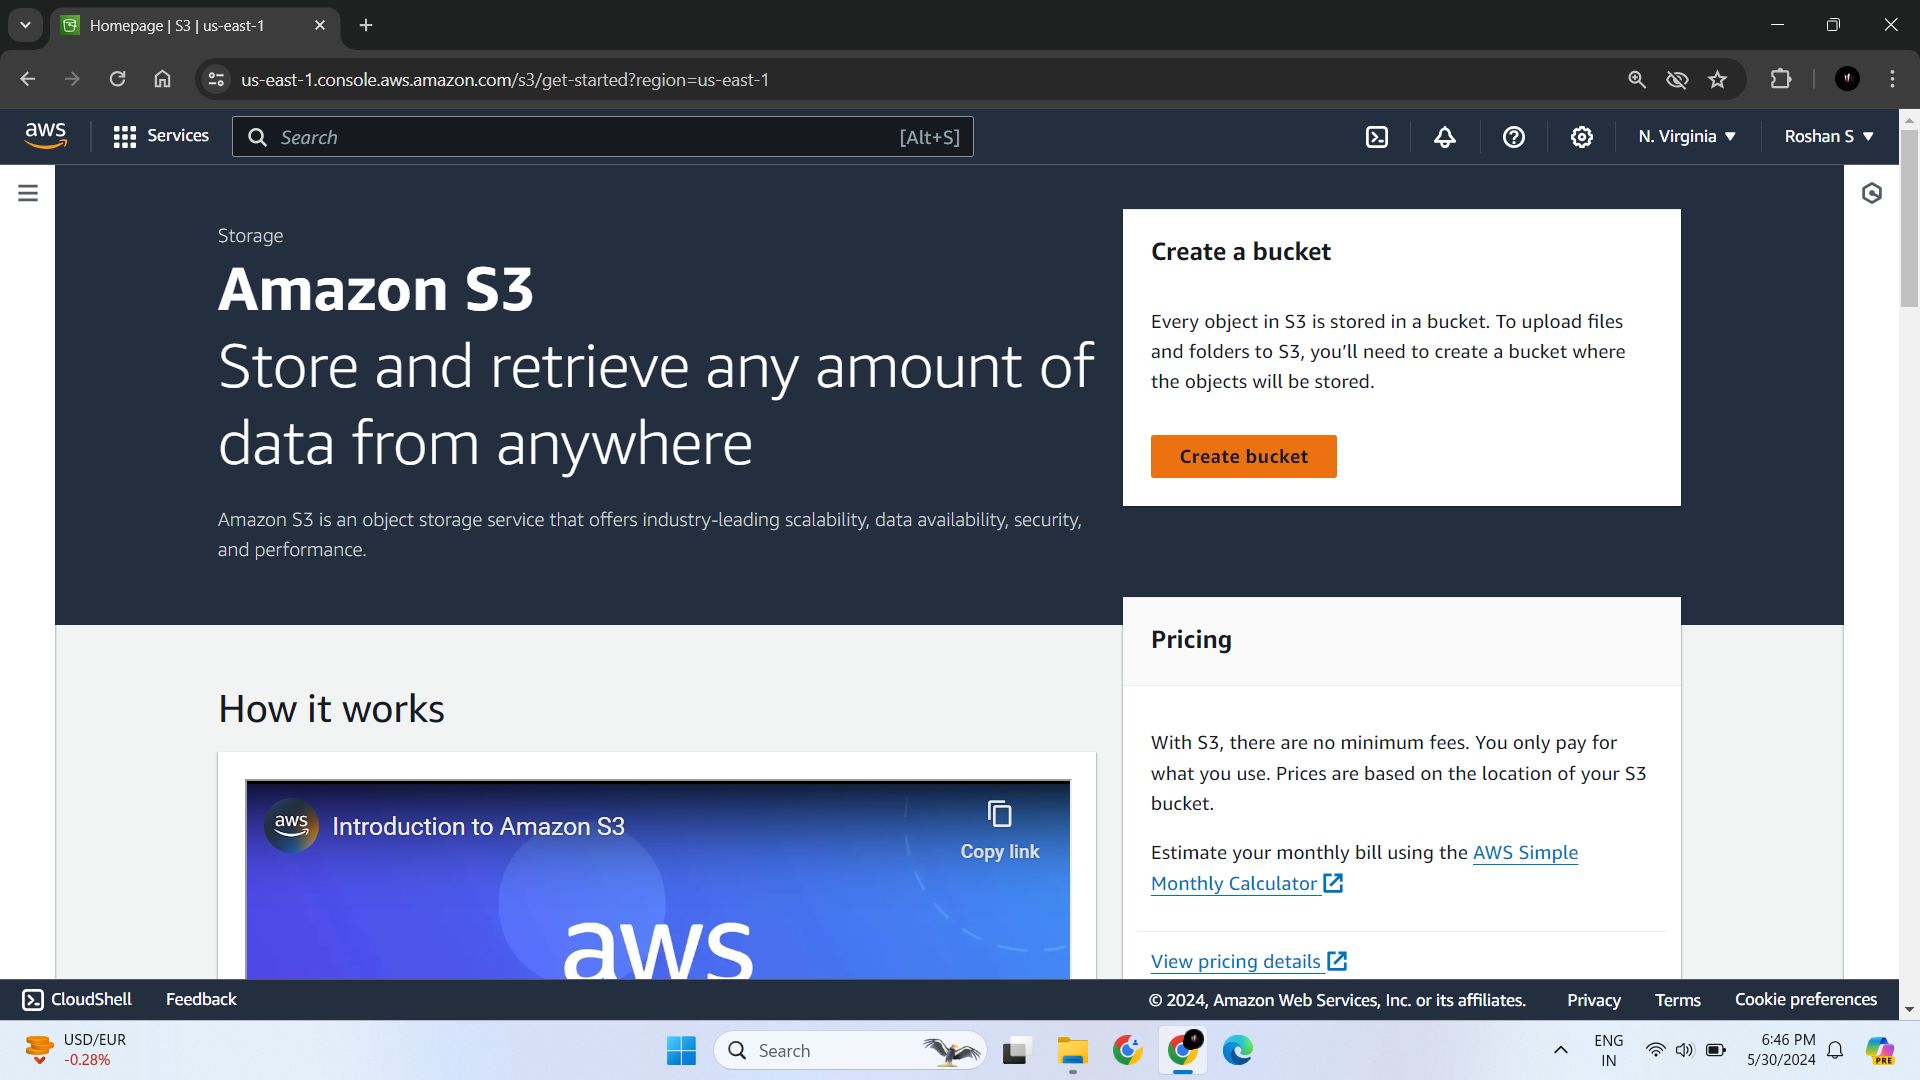 Homepage | S3 | us-east-1
us-east-1.console.aws.amazon.com/s3/get-started?region=us-east-1
aws
Services
Search
[Alt+S]
N. Virginia
Roshan S
Storage
Amazon S3
Store and retrieve any amount of
data from anywhere
Amazon S3 is an object storage service that offers industry-leading scalability, data availability, security,
and performance.
Create a bucket
Every object in S3 is stored in a bucket. To upload files
and folders to S3, you'll need to create a bucket where
the objects will be stored.
Create bucket
How it works
aws
Introduction to Amazon S3
Copy link
aws
Pricing
With S3, there are no minimum fees. You only pay for
what you use. Prices are based on the location of your S3
bucket.
Estimate your monthly bill using the AWS Simple
Monthly Calculator
View pricing details
CloudShell
Feedback
© 2024, Amazon Web Services, Inc. or its affiliates.
Privacy
Terms
Cookie preferences
USD/EUR
-0.28%
Search
ENG
IN
6:46 PM
5/30/2024
PRE